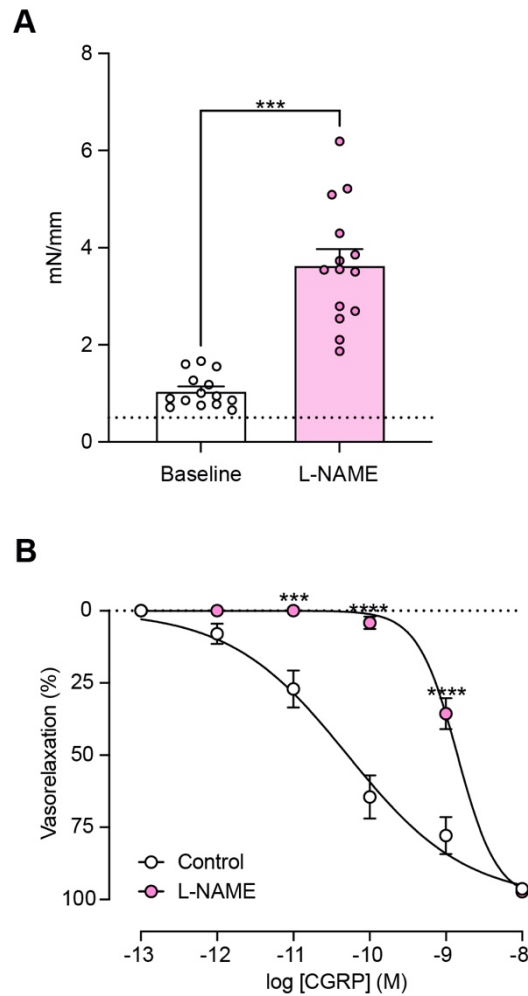 A
8
6
4
2
0
mN/mm
***
Baseline
L-NAME
B
0
25
50
75
100
Vasorelaxation (%)
***
****
****
Control
L-NAME
-13
-12
-11
-10
-9
-8
log [CGRP] (M)